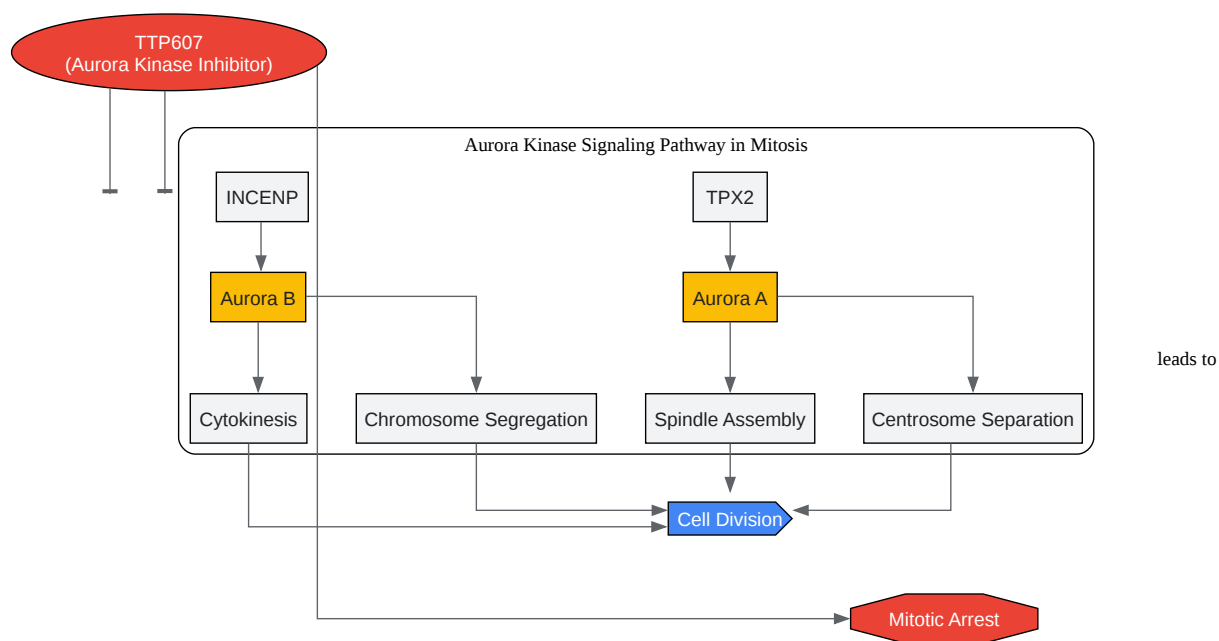 TTP607
(Aurora Kinase Inhibitor)
Aurora Kinase Signaling Pathway in Mitosis
INCENP
TPX2
Aurora B
Aurora A
leads to
Cytokinesis
Chromosome Segregation
Spindle Assembly
Centrosome Separation
Cell Division
Mitotic Arrest